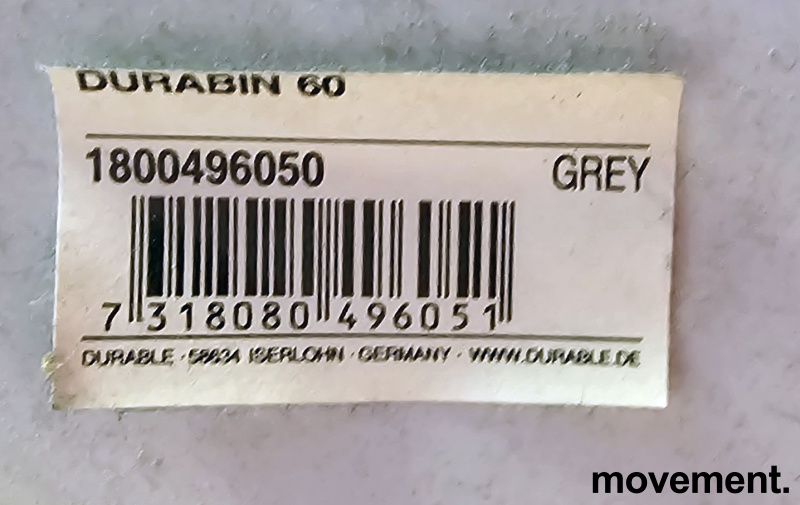 DURABIN 60
1800496050 GREY
7 318080 496051
DURABLE · 58634 ISERLOHN · GERMANY · WWW.DURABLE.DE
movement.